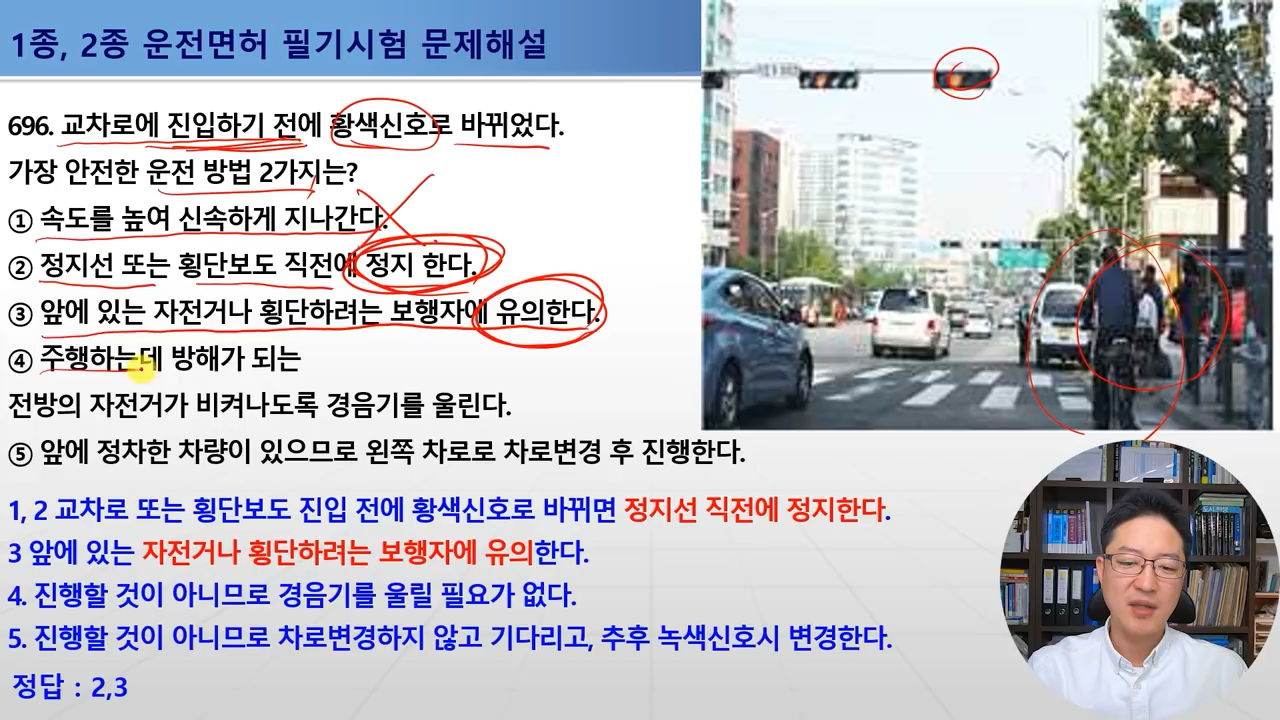 1종, 2종 운전면허 필기시험 문제해설
696. 교차로에 진입하기 전에 황색신호로 바뀌었다.
가장 안전한 운전 방법 2가지는?
① 속도를 높여 신속하게 지나간다.
② 정지선 또는 횡단보도 직전에 정지 한다.
③ 앞에 있는 자전거나 횡단하려는 보행자에 유의한다.
④ 주행하는데 방해가 되는
전방의 자전거가 비켜나도록 경음기를 울린다.
⑤ 앞에 정차한 차량이 있으므로 왼쪽 차로로 차로변경 후 진행한다.
1, 2 교차로 또는 횡단보도 진입 전에 황색신호로 바뀌면 정지선 직전에 정지한다.
3 앞에 있는 자전거나 횡단하려는 보행자에 유의한다.
4. 진행할 것이 아니므로 경음기를 울릴 필요가 없다.
5. 진행할 것이 아니므로 차로변경하지 않고 기다리고, 추후 녹색신호시 변경한다.
정답 : 2,3